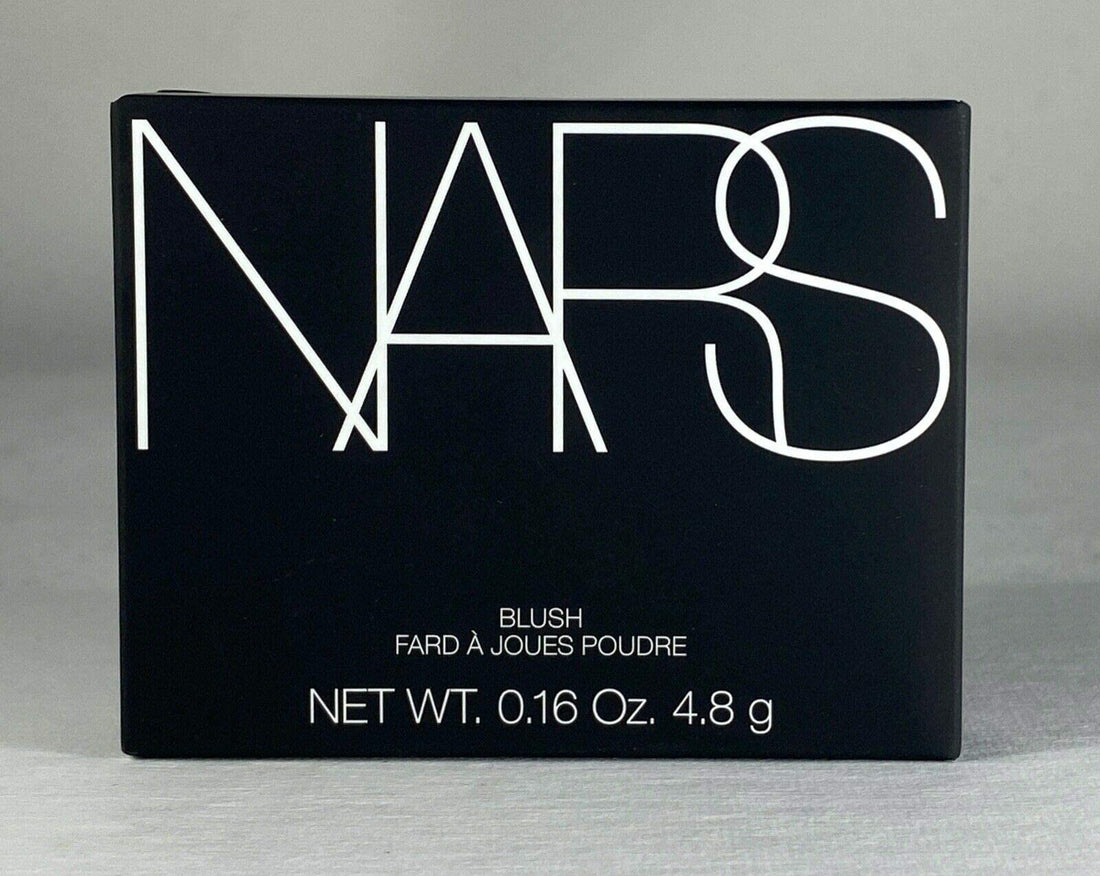 NARS
BLUSH
FARD À JOUES POUDRE
NET WT. 0.16 Oz. 4.8 g